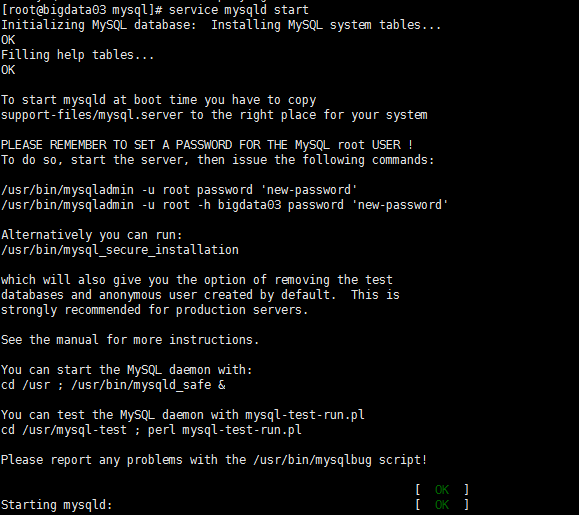 [root@bigdata03 mysql]# service mysqld start
Initializing MySQL database:  Installing MySQL system tables...
OK
Filling help tables...
OK
To start mysqld at boot time you have to copy
support-files/mysql.server to the right place for your system
PLEASE REMEMBER TO SET A PASSWORD FOR THE MySQL root USER !
To do so, start the server, then issue the following commands:
/usr/bin/mysqladmin -u root password 'new-password'
/usr/bin/mysqladmin -u root -h bigdata03 password 'new-password'
Alternatively you can run:
/usr/bin/mysql_secure_installation
which will also give you the option of removing the test
databases and anonymous user created by default.  This is
strongly recommended for production servers.
See the manual for more instructions.
You can start the MySQL daemon with:
cd /usr ; /usr/bin/mysqld_safe &
You can test the MySQL daemon with mysql-test-run.pl
cd /usr/mysql-test ; perl mysql-test-run.pl
Please report any problems with the /usr/bin/mysqlbug script!
[  OK  ]
Starting mysqld:                                           [  OK  ]